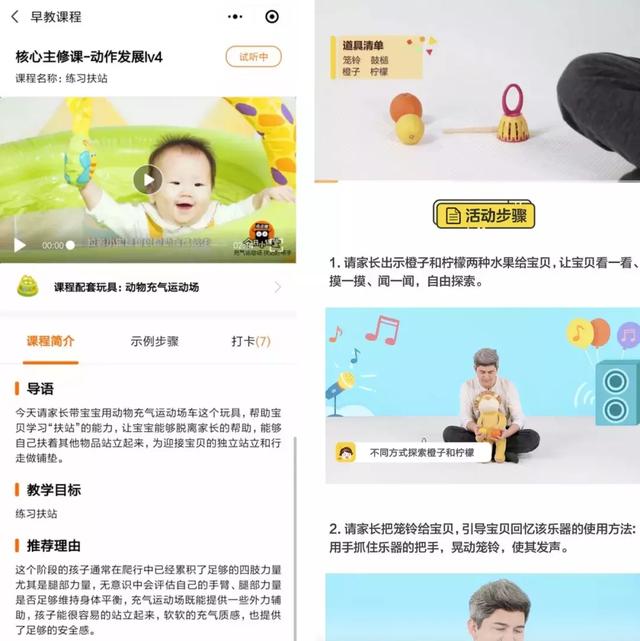 早教课程
核心主修课-动作发展lv4
试听中
课程名称: 练习扶站
00:00
课程配套玩具: 动物充气运动场
课程简介
示例步骤
打卡(7)
导语
今天请家长带宝宝用动物充气运动场车这个玩具，帮助宝
贝学习“扶站”的能力，让宝宝能够脱离家长的帮助，能够
自己扶着其他物品站立起来，为迎接宝贝的独立站立和行
走做铺垫。
教学目标
练习扶站
推荐理由
这个阶段的孩子通常在爬行中已经累积了足够的四肢力量
尤其是腿部力量，无意识中会评估自己的手臂、腿部力量
是否足够维持身体平衡，充气运动场既能提供一些外力辅
助，孩子能很容易的站立起来，软软的充气质感，也提供
了足够的安全感。
道具清单
笼铃 鼓槌
橙子 柠檬
活动步骤
1. 请家长出示橙子和柠檬两种水果给宝贝，让宝贝看一看、
摸一摸、闻一闻，自由探索。
不同方式探索橙子和柠檬
2. 请家长把笼铃给宝贝，引导宝贝回忆该乐器的使用方法:
用手抓住乐器的把手，晃动笼铃，使其发声。